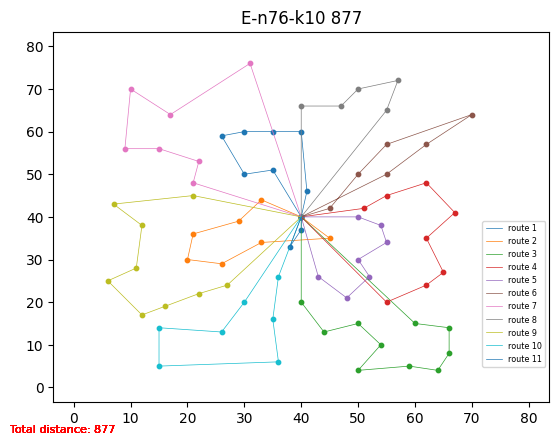 E-n76-k10 877
80
70
60
50
40
30
20
10
0
route 1
route 2
route 3
route 4
route 5
route 6
route 7
route 8
route 9
route 10
route 11
0 10 20 30 40 50 60 70 80
Total distance: 877